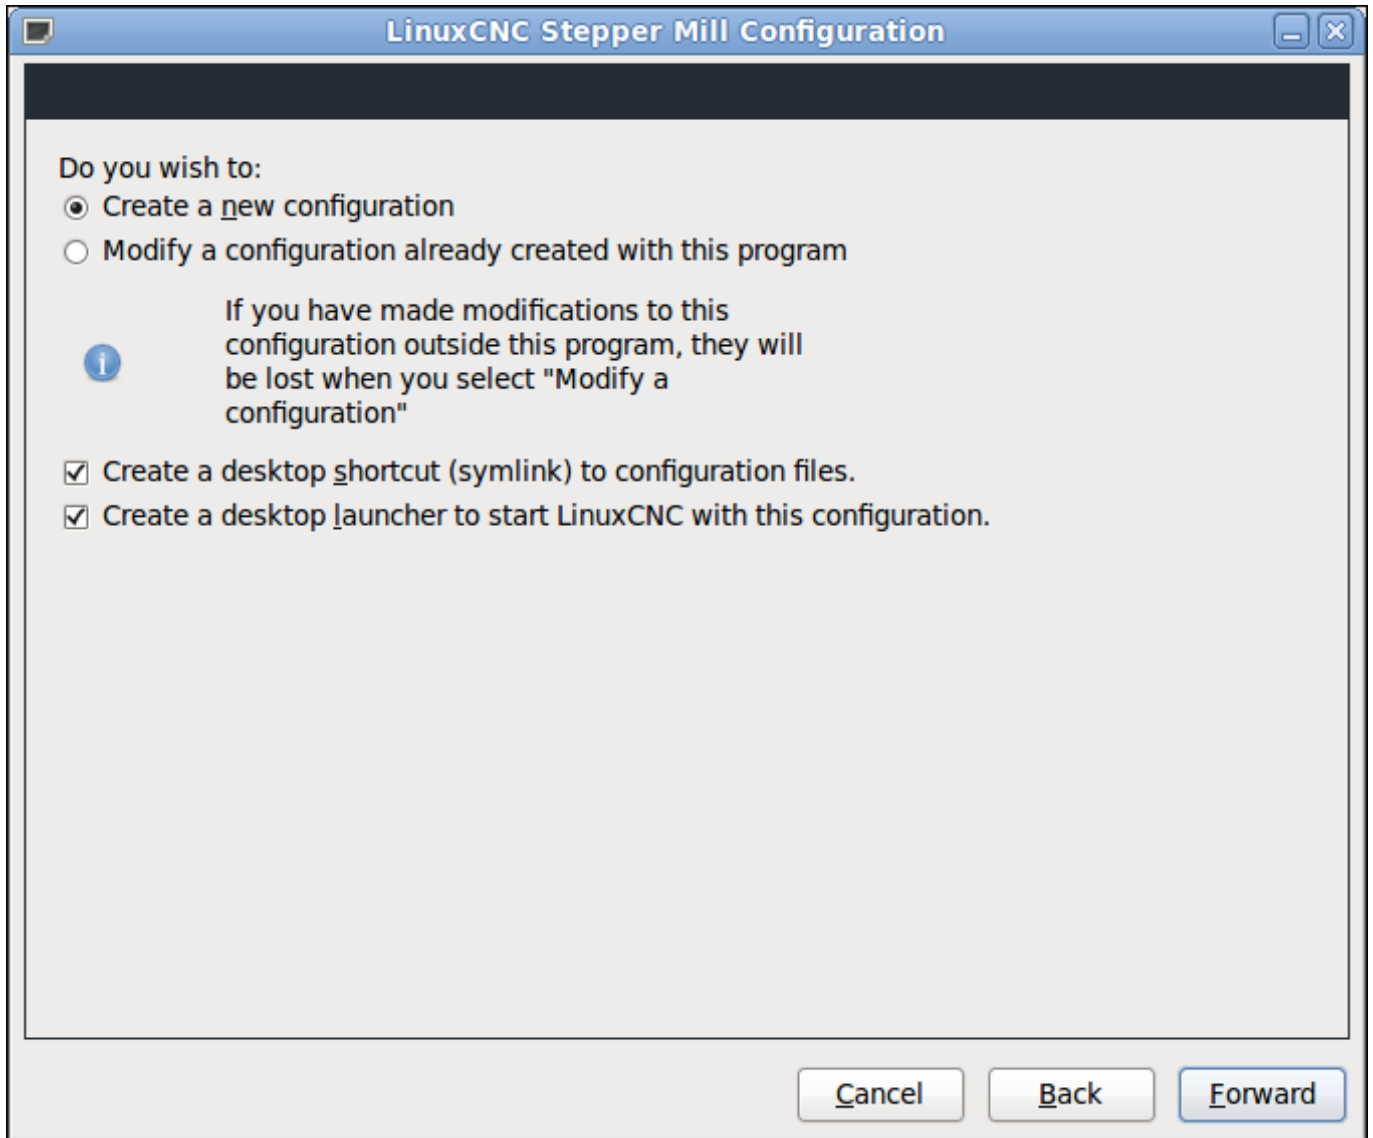 LinuxCNC Stepper Mill Configuration
Do you wish to:
Create a new configuration
Modify a configuration already created with this program
If you have made modifications to this
configuration outside this program, they will
be lost when you select "Modify a
configuration"
Create a desktop shortcut (symlink) to configuration files.
Create a desktop launcher to start LinuxCNC with this configuration.
Cancel
Back
Forward